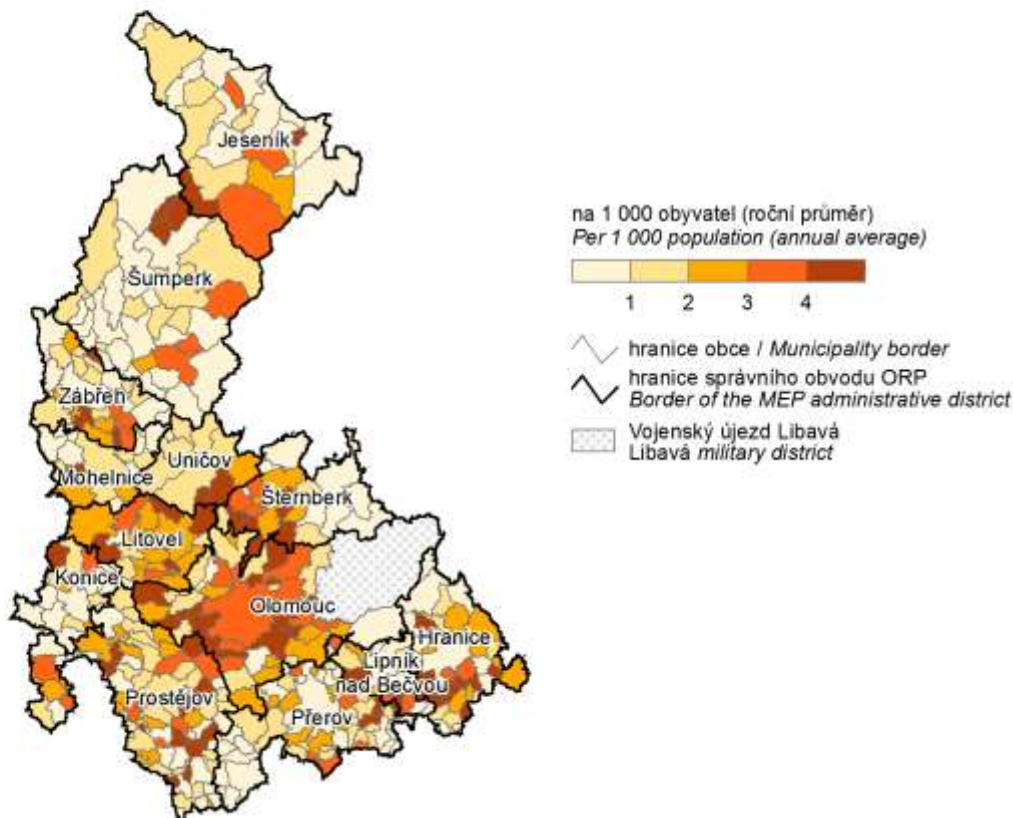 Jeseník
Šumperk
Zábřeh
Mohelnice
Uničov
Šternberk
Litovel
Konice
Olomouc
Hranice
Lipník
nad Bečvou
Prostějov
Přerov
na 1 000 obyvatel (roční průměr)
Per 1 000 population (annual average)
1 2 3 4
hranice obce / Municipality border
hranice správního obvodu ORP
Border of the MEP administrative district
Vojenský újezd Libavá
Libavá military district